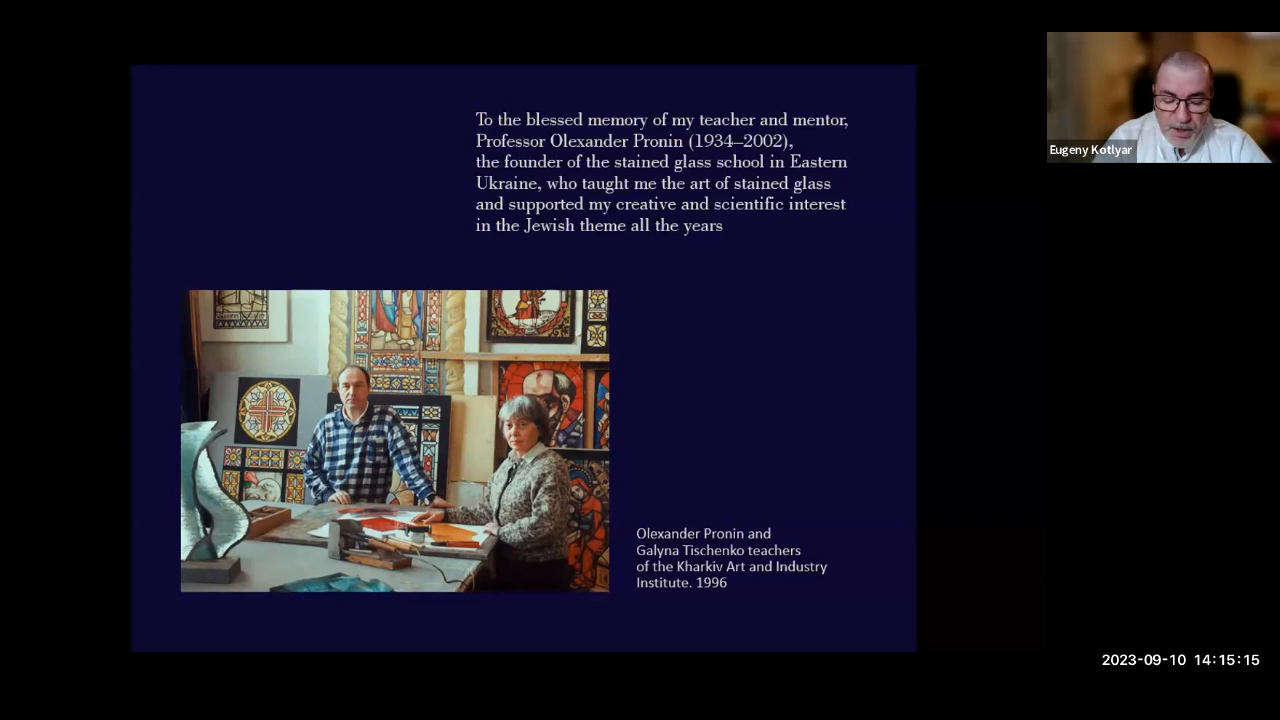 To the blessed memory of my teacher and mentor,
Professor Olexander Pronin (1934–2002),
the founder of the stained glass school in Eastern
Ukraine, who taught me the art of stained glass
and supported my creative and scientific interest
in the Jewish theme all the years
Eugeny Kotlyar
Olexander Pronin and
Galyna Tischenko teachers
of the Kharkiv Art and Industry
Institute. 1996
2023-09-10 14:15:15